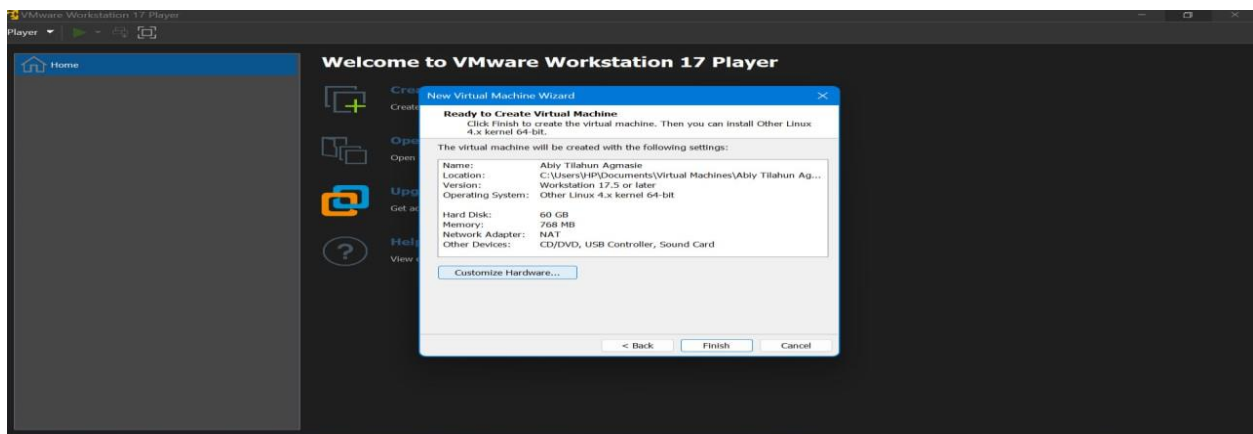 VMware Workstation 17 Player
Player
Home
Welcome to VMware Workstation 17 Player
Crea
Create
Ope
Open
Upg
Get ac
Help
View
New Virtual Machine Wizard
Ready to Create Virtual Machine
Click Finish to create the virtual machine. Then you can install Other Linux
4.x kernel 64-bit.
The virtual machine will be created with the following settings:
Name: Abiy Tilahun Agmasie
Location: C:\Users\HP\Documents\Virtual Machines\Abiy Tilahun Ag...
Version: Workstation 17.5 or later
Operating System: Other Linux 4.x kernel 64-bit
Hard Disk: 60 GB
Memory: 768 MB
Network Adapter: NAT
Other Devices: CD/DVD, USB Controller, Sound Card
Customize Hardware...
< Back Finish Cancel